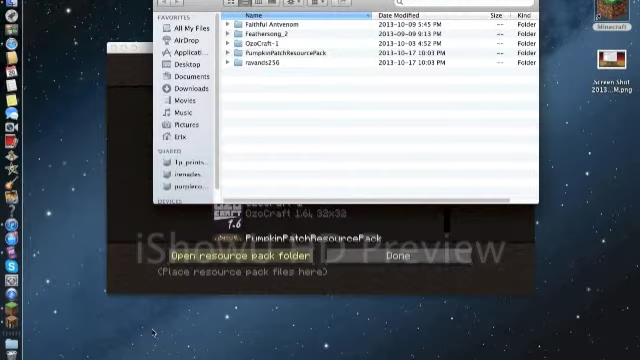 Name Date Modified Size Kind
FAVORITES
All My Files
AirDrop
Applicati...
Desktop
Documents
Downloads
Movies
Music
Pictures
Erix
SHARED
DEVICES
Faithful Antvenom 2013-10-09 5:45 PM -- Folder
Feathersong_2 2013-10-09 9:13 PM -- Folder
OzoCraft-1 2013-10-03 4:52 PM -- Folder
PumpkinPatchResourcePack 2013-10-17 10:03 PM -- Folder
ravands256 2013-10-17 10:03 PM -- Folder
Minecraft
Screen Shot
2013...M.png
OzoCraft 1.6, 32x32
PumpkinPatchResourcePack
iShowU HD Preview
Open resource pack folder Done
(Place resource pack files here)